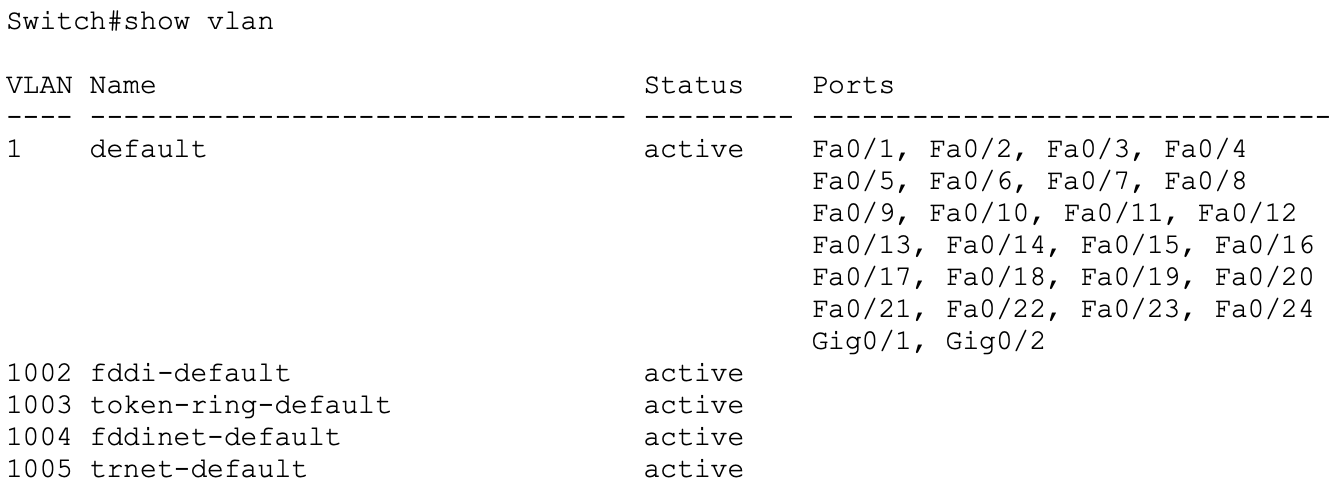 Switch#show vlan
VLAN Name                             Status    Ports
---- -------------------------------- --------- -------------------------------
1    default                          active    Fa0/1, Fa0/2, Fa0/3, Fa0/4
                                                Fa0/5, Fa0/6, Fa0/7, Fa0/8
                                                Fa0/9, Fa0/10, Fa0/11, Fa0/12
                                                Fa0/13, Fa0/14, Fa0/15, Fa0/16
                                                Fa0/17, Fa0/18, Fa0/19, Fa0/20
                                                Fa0/21, Fa0/22, Fa0/23, Fa0/24
                                                Gig0/1, Gig0/2
1002 fddi-default                     active
1003 token-ring-default               active
1004 fddinet-default                  active
1005 trnet-default                    active